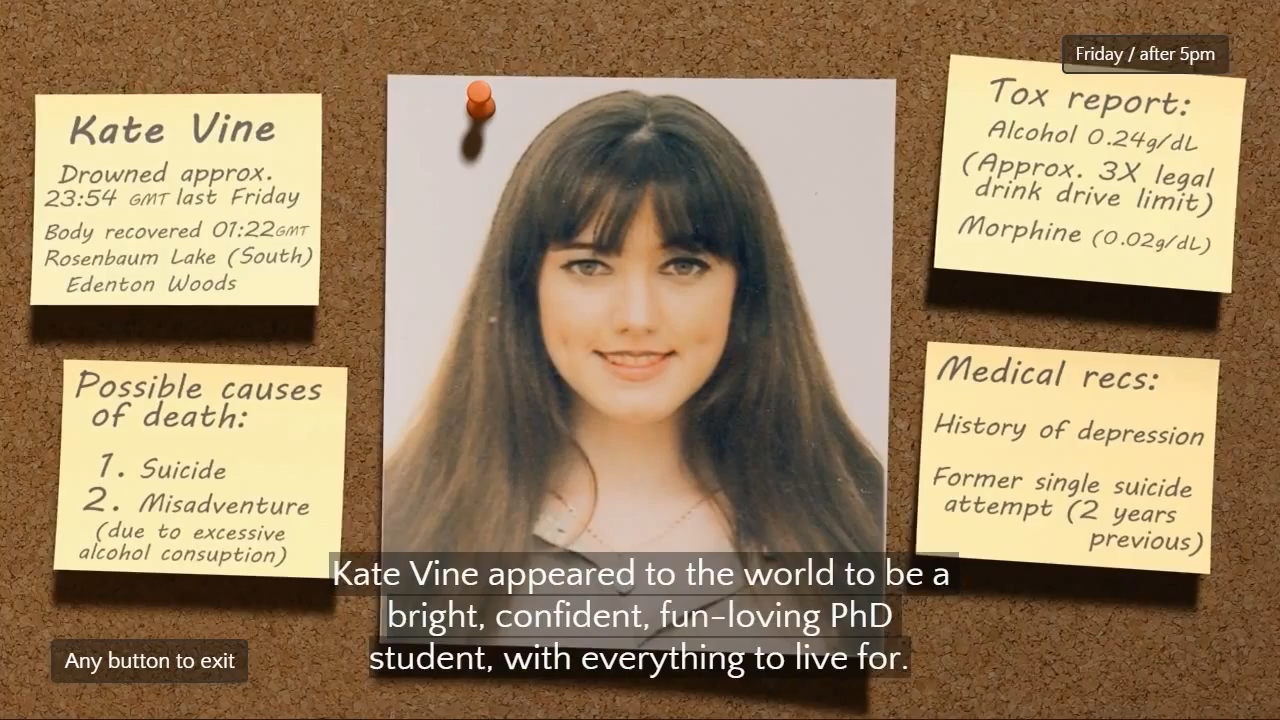 Kate Vine
Drowned approx.
23:54 GMT last Friday
Body recovered 01:22GMT
Rosenbaum Lake (South)
Edenton Woods
Possible causes
of death:
1. Suicide
2. Misadventure
(due to excessive
alcohol consuption)
Friday / after 5pm
Tox report:
Alcohol 0.24g/dL
(Approx. 3X legal
drink drive limit)
Morphine (0.02g/dL)
Medical recs:
History of depression
Former single suicide
attempt (2 years
previous)
Kate Vine appeared to the world to be a
bright, confident, fun-loving PhD
student, with everything to live for.
Any button to exit